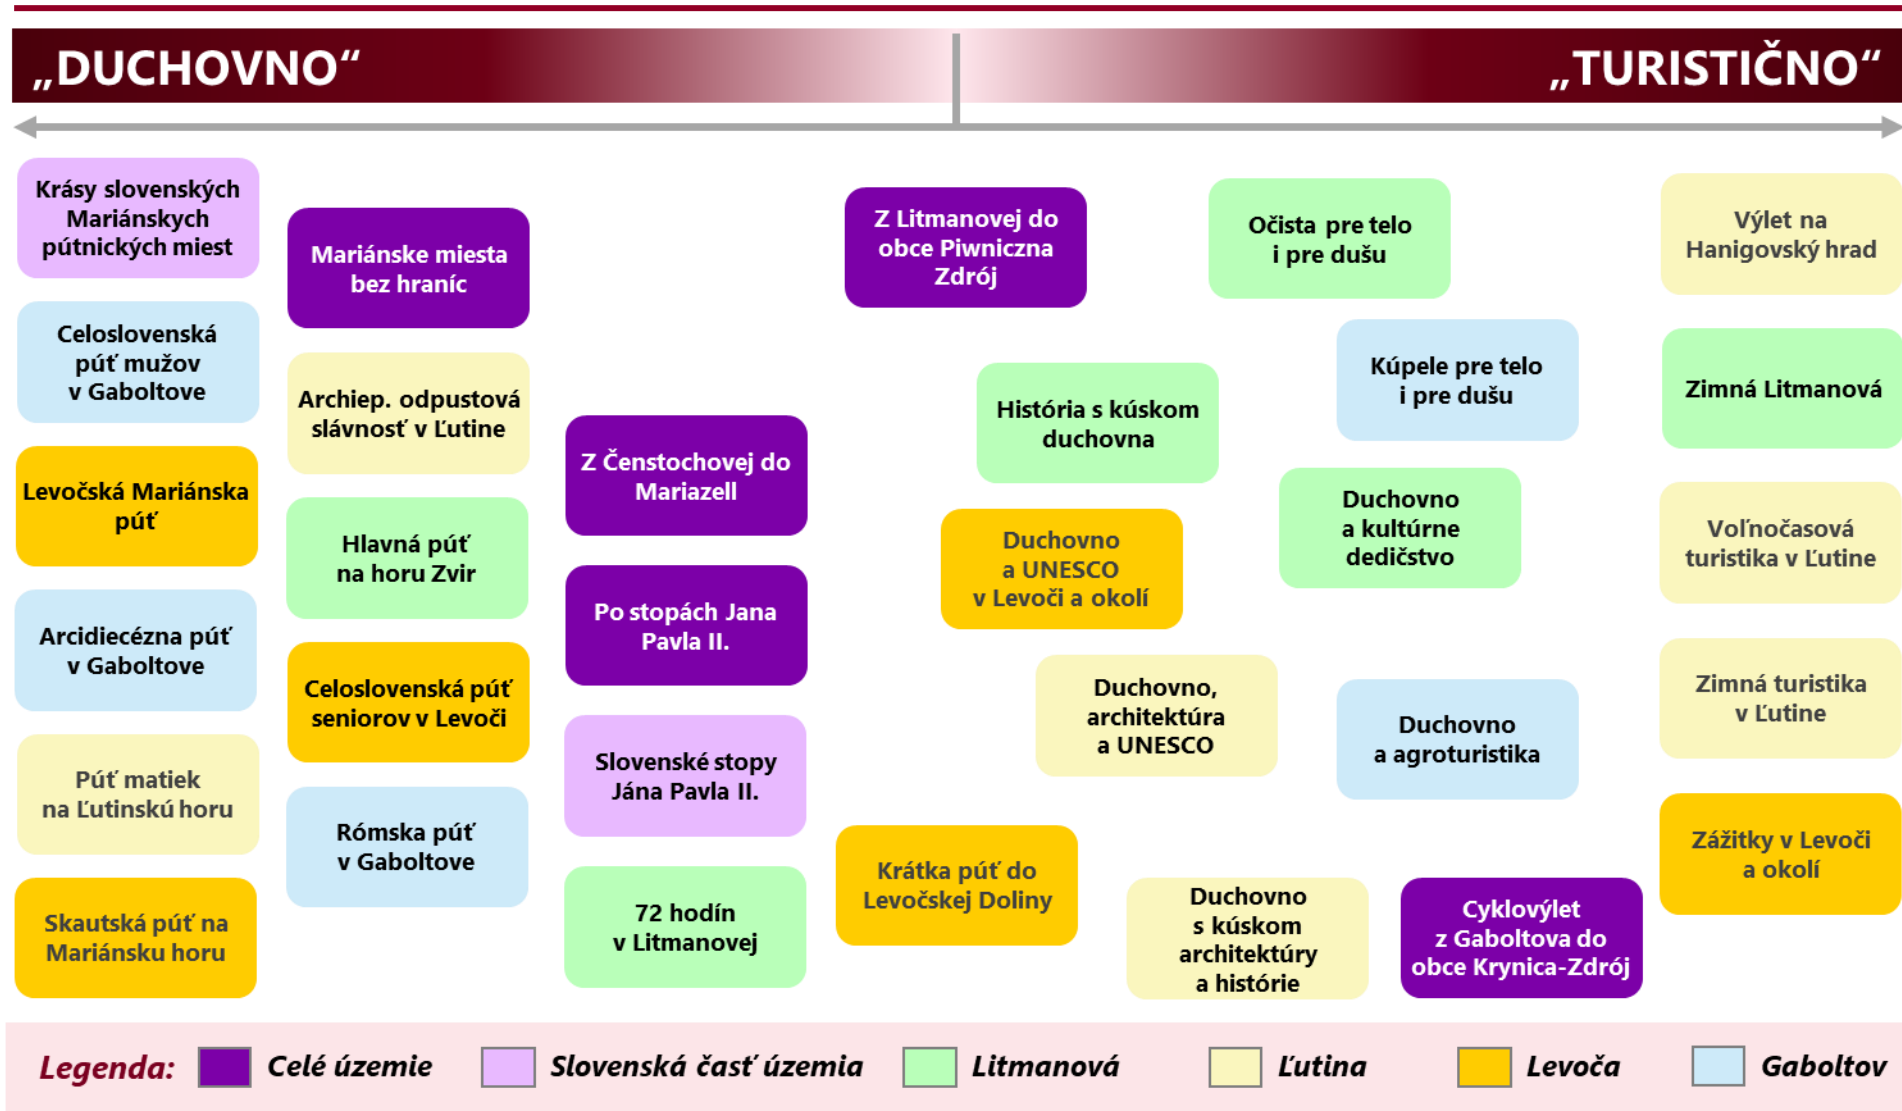 „DUCHOVNO“
„TURISTIČNO“
Krásy slovenských
Mariánskych
pútnických miest
Celoslovenská
púť mužov
v Gaboltove
Levočská Mariánska
púť
Arcidiecézna púť
v Gaboltove
Púť matiek
na Ľutinskú horu
Skautská púť na
Mariánsku horu
Mariánske miesta
bez hraníc
Archiep. odpustová
slávnosť v Ľutine
Hlavná púť
na horu Zvir
Celoslovenská púť
seniorov v Levoči
Rómska púť
v Gaboltove
Z Čenstochovej do
Mariazell
Po stopách Jana
Pavla II.
Slovenské stopy
Jána Pavla II.
72 hodín
v Litmanovej
Z Litmanovej do
obce Piwniczna
Zdrój
História s kúskom
duchovna
Duchovno
a UNESCO
v Levoči a okolí
Duchovno,
architektúra
a UNESCO
Krátka púť do
Levočskej Doliny
Duchovno
s kúskom
architektúry
a histórie
Očista pre telo
i pre dušu
Kúpele pre telo
i pre dušu
Duchovno
a kultúrne
dedičstvo
Duchovno
a agroturistika
Cyklovýlet
z Gaboltova do
obce Krynica-Zdrój
Výlet na
Hanigovský hrad
Zimná Litmanová
Voľnočasová
turistika v Ľutine
Zimná turistika
v Ľutine
Zážitky v Levoči
a okolí
Legenda:
Celé územie
Slovenská časť územia
Litmanová
Ľutina
Levoča
Gaboltov